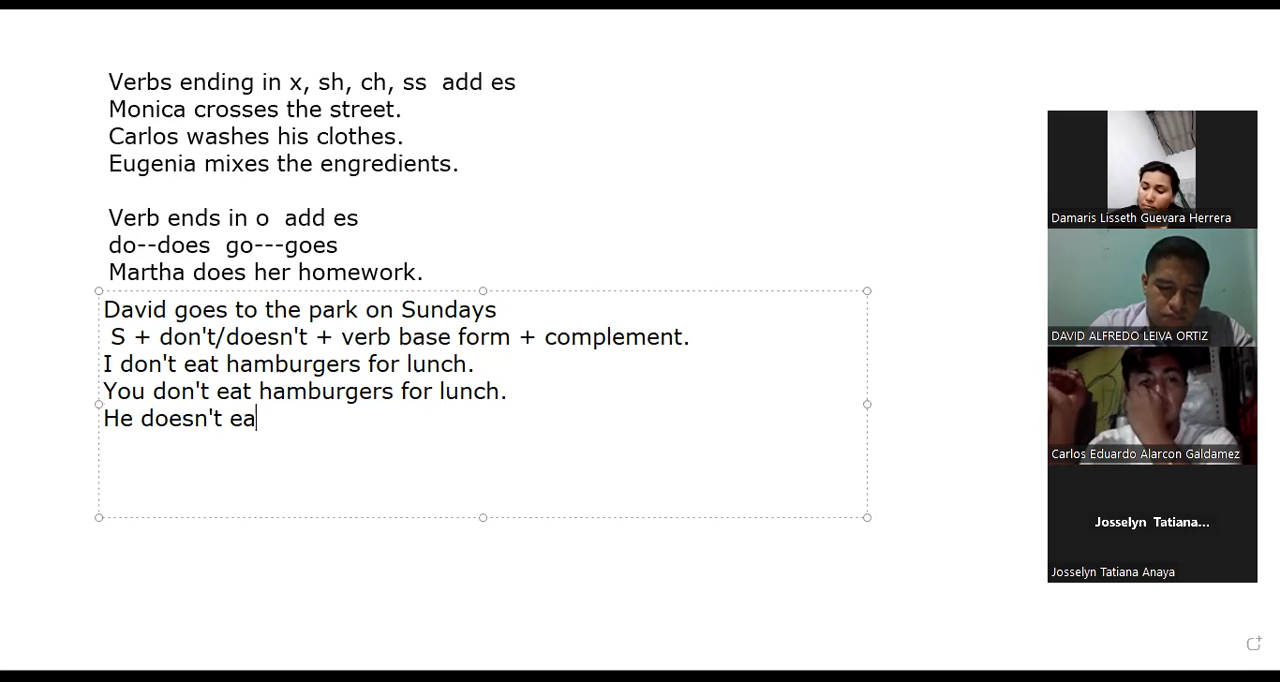 Verbs ending in x, sh, ch, ss  add es
Monica crosses the street.
Carlos washes his clothes.
Eugenia mixes the engredients.
Verb ends in o  add es
do--does  go---goes
Martha does her homework.
David goes to the park on Sundays
S + don't/doesn't + verb base form + complement.
I don't eat hamburgers for lunch.
You don't eat hamburgers for lunch.
He doesn't ea
Damaris Lisseth Guevara Herrera
DAVID ALFREDO LEIVA ORTIZ
Carlos Eduardo Alarcon Galdamez
Josselyn  Tatiana...
Josselyn Tatiana Anaya